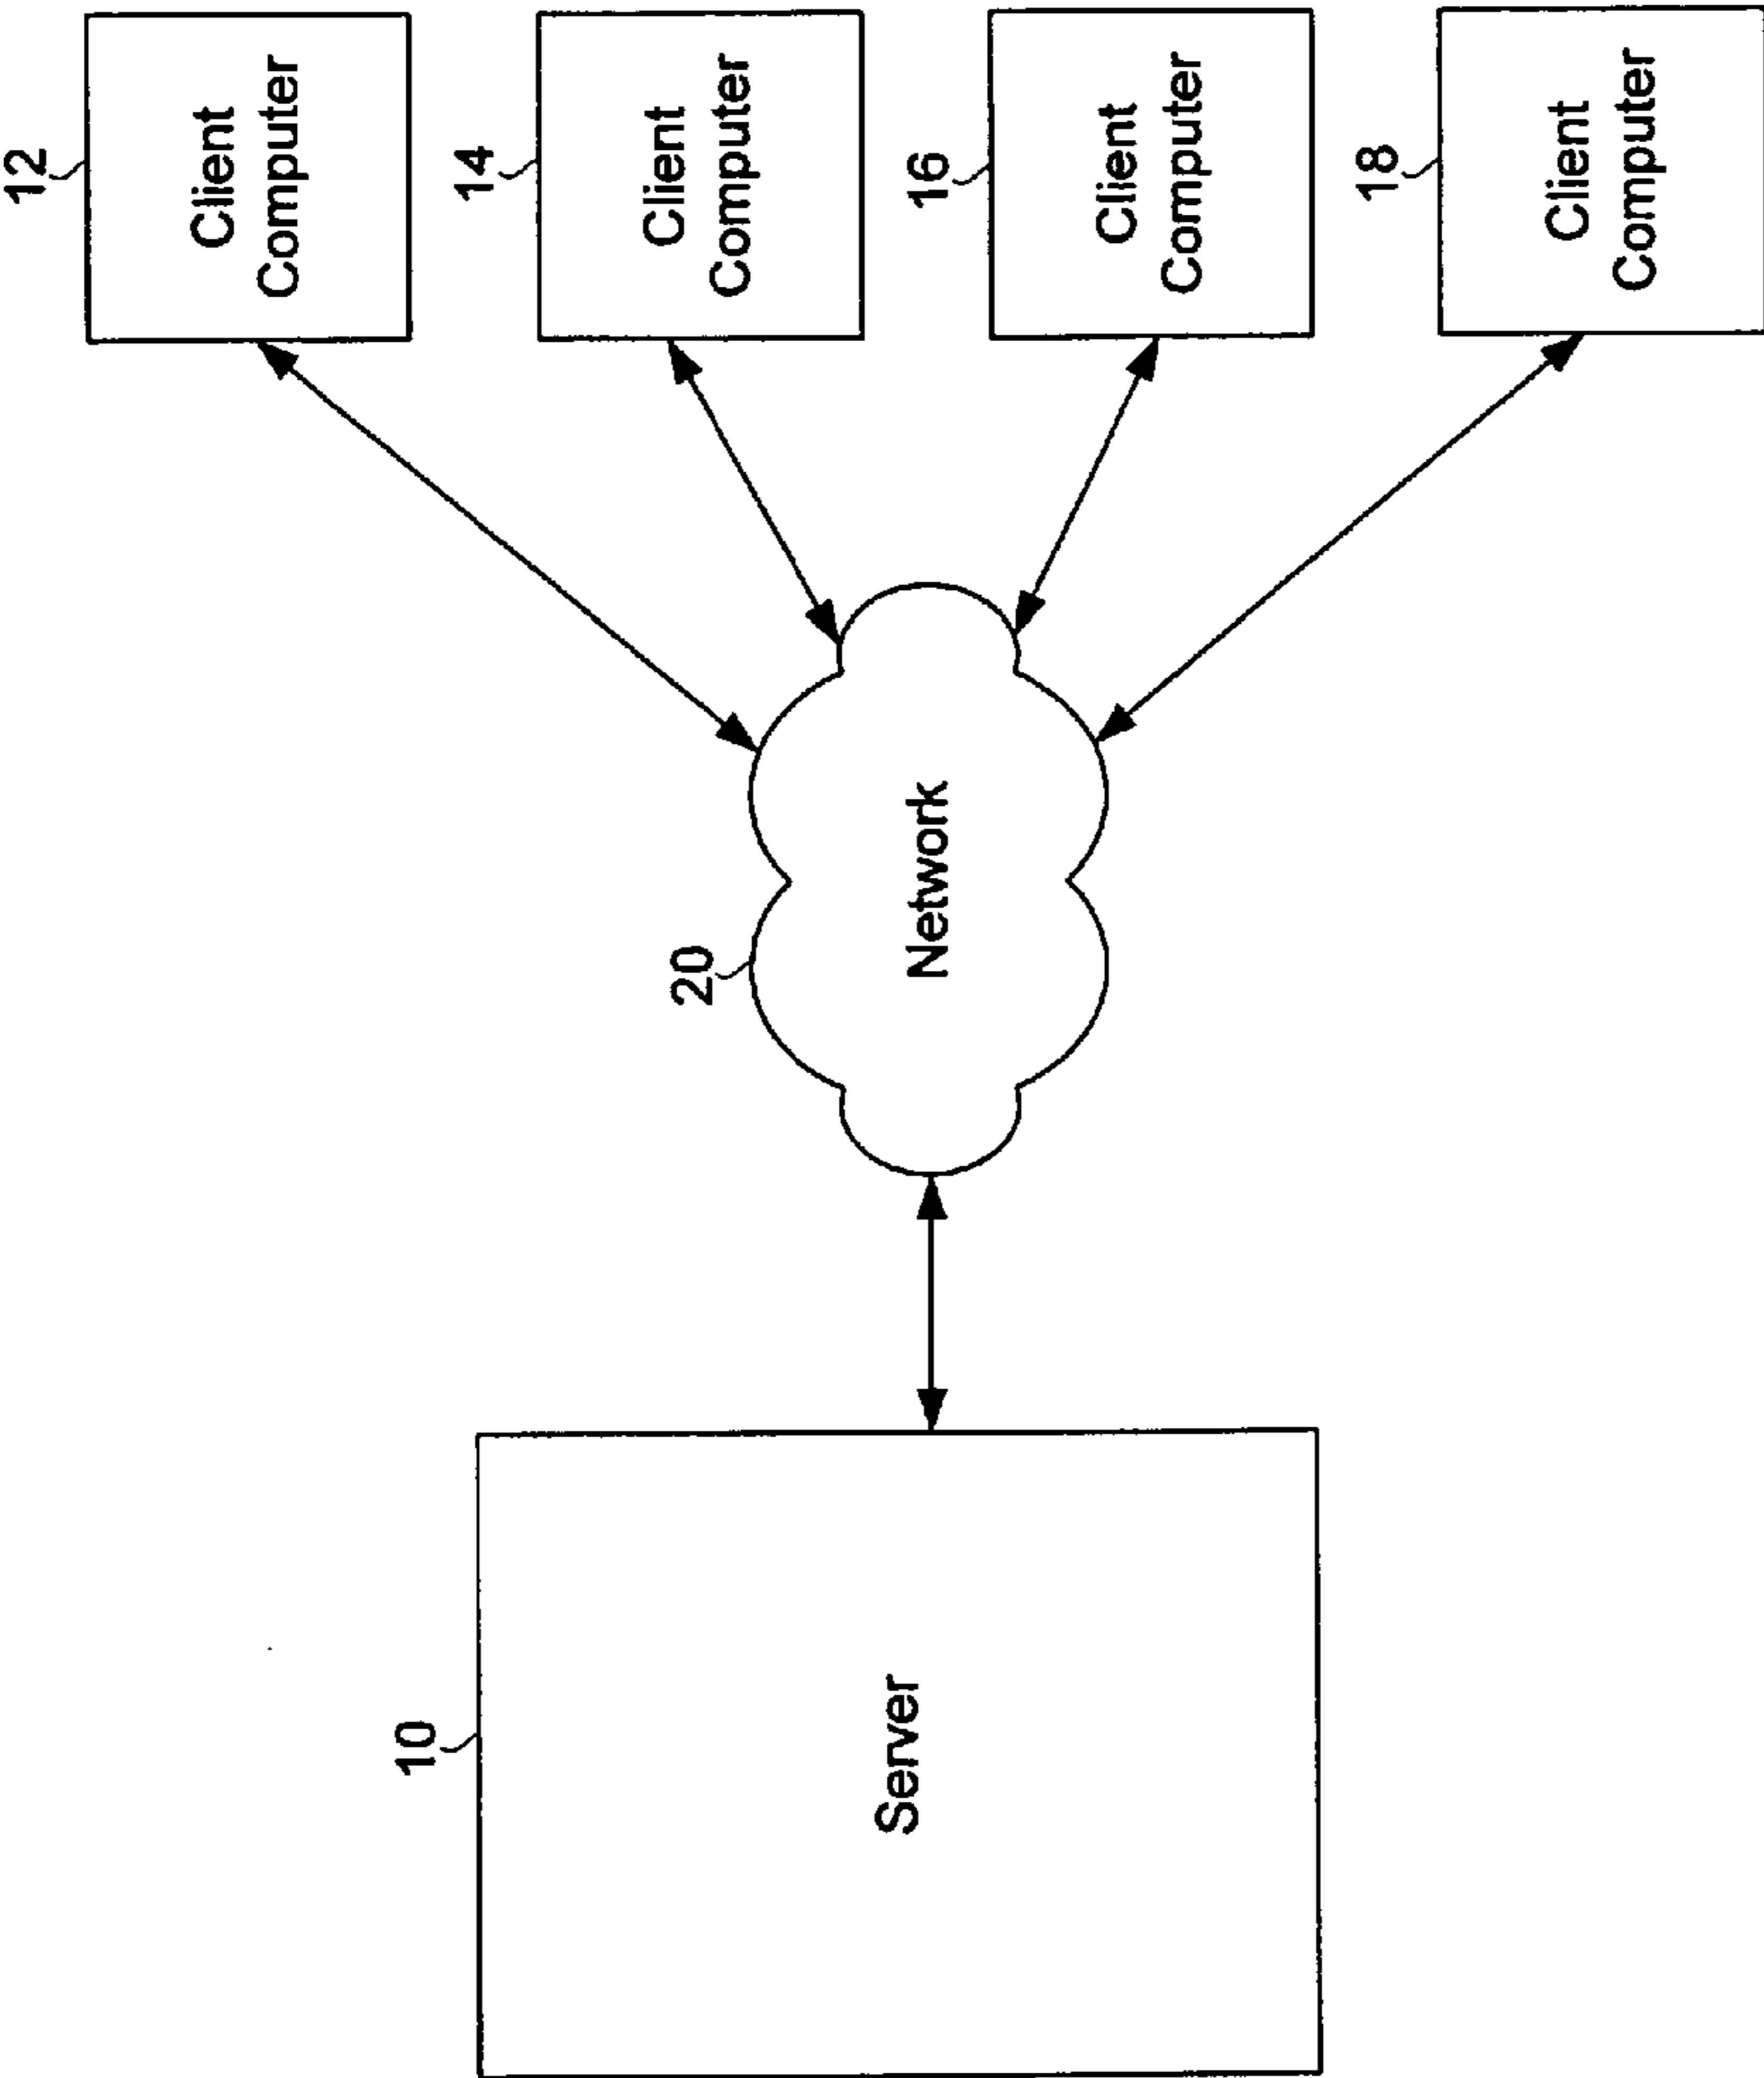 10
Server
20
Network
12
Client
Computer
14
Client
Computer
16
Client
Computer
18
Client
Computer